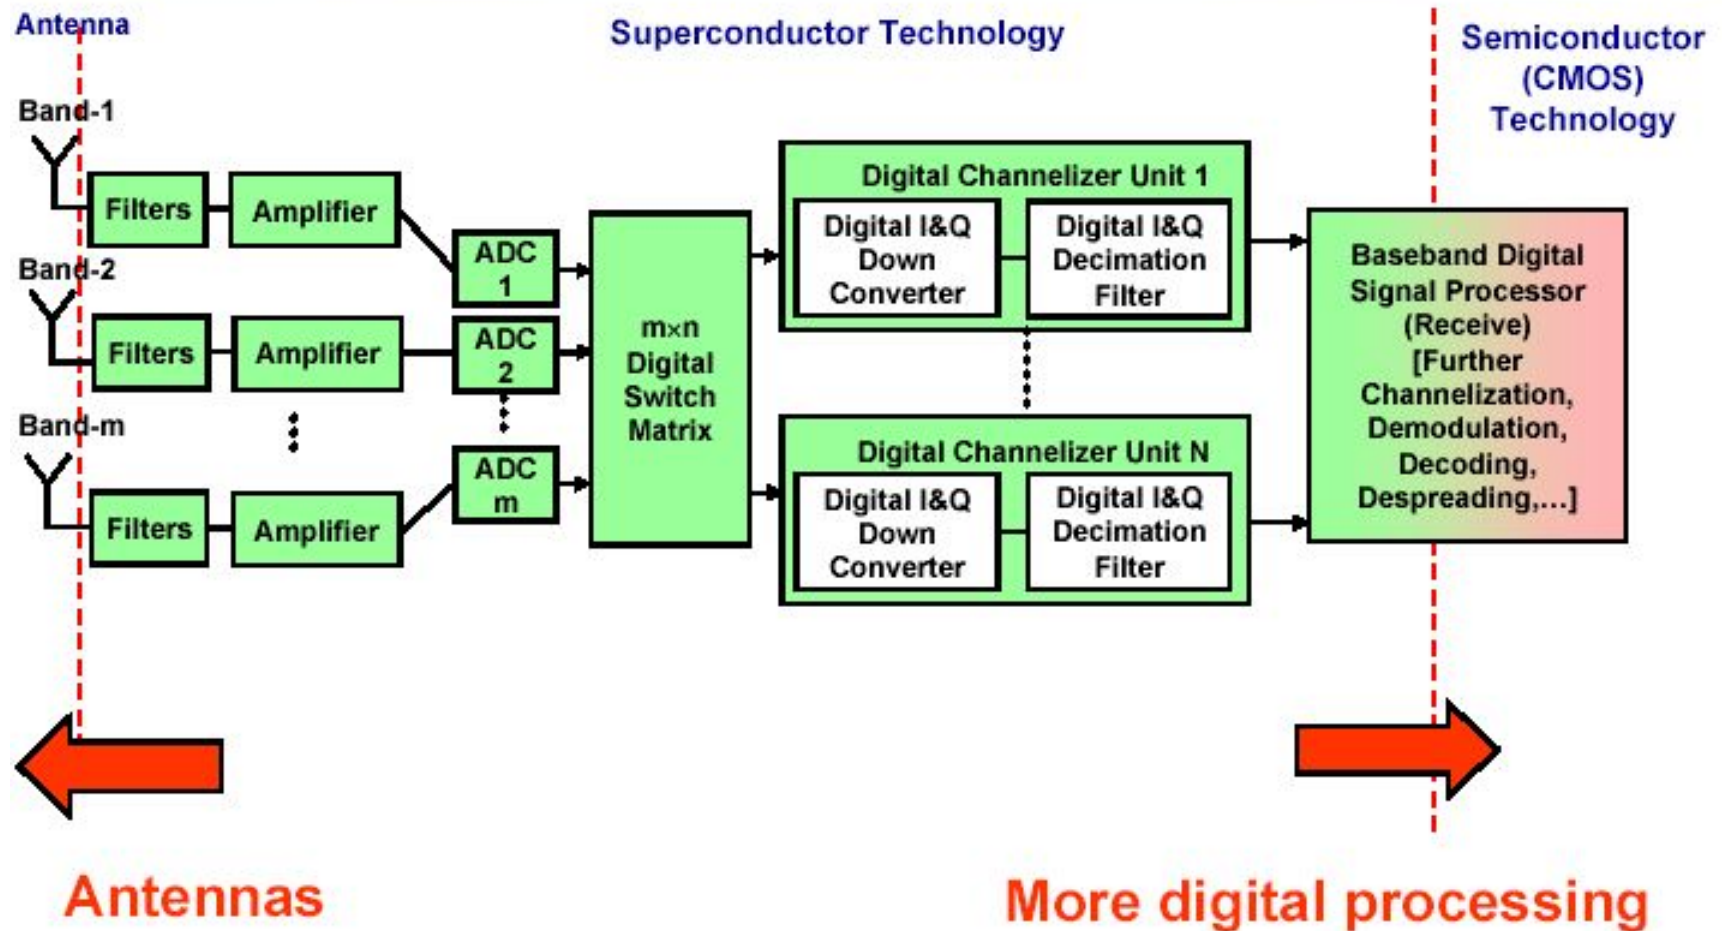 Antenna
Superconductor Technology
Semiconductor
(CMOS)
Technology
Band-1
Filters
Amplifier
ADC
1
Band-2
Filters
Amplifier
ADC
2
Band-m
Filters
Amplifier
ADC
m
m×n
Digital
Switch
Matrix
Digital Channelizer Unit 1
Digital I&Q
Down
Converter
Digital I&Q
Decimation
Filter
Digital Channelizer Unit N
Digital I&Q
Down
Converter
Digital I&Q
Decimation
Filter
Baseband Digital
Signal Processor
(Receive)
[Further
Channelization,
Demodulation,
Decoding,
Despreading,...]
Antennas
More digital processing